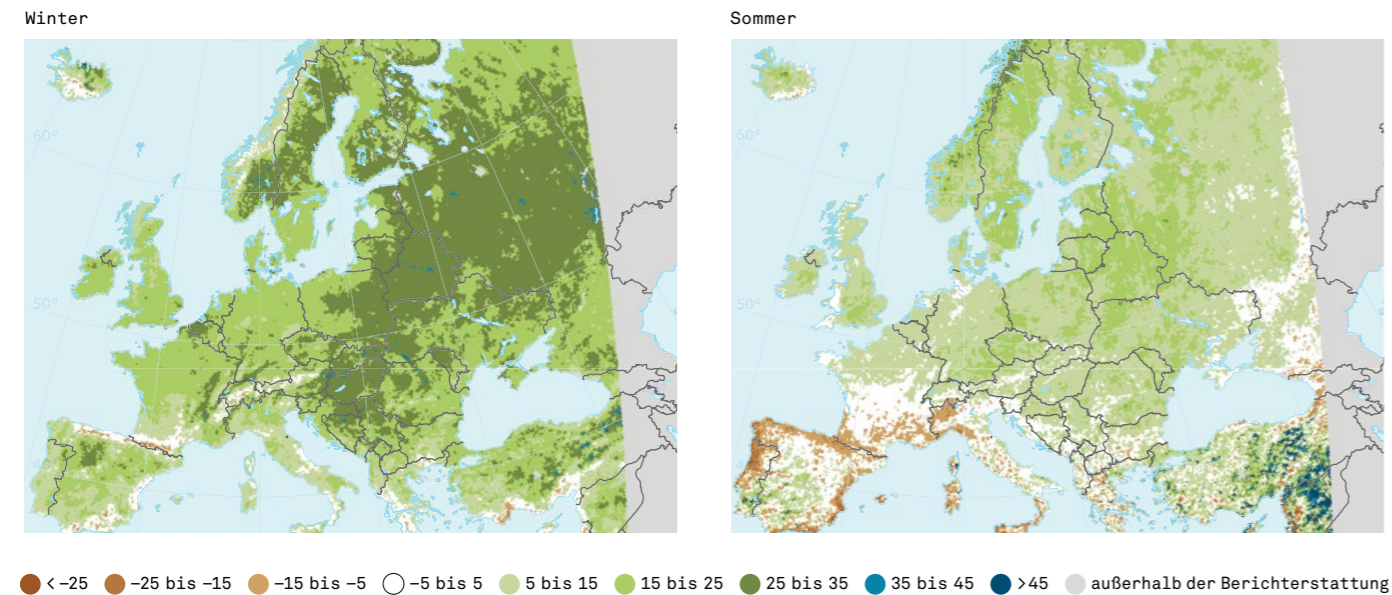 Winter
Sommer
60°
60°
50°
50°
< –25
–25 bis –15
–15 bis –5
–5 bis 5
5 bis 15
15 bis 25
25 bis 35
35 bis 45
>45
außerhalb der Berichterstattung